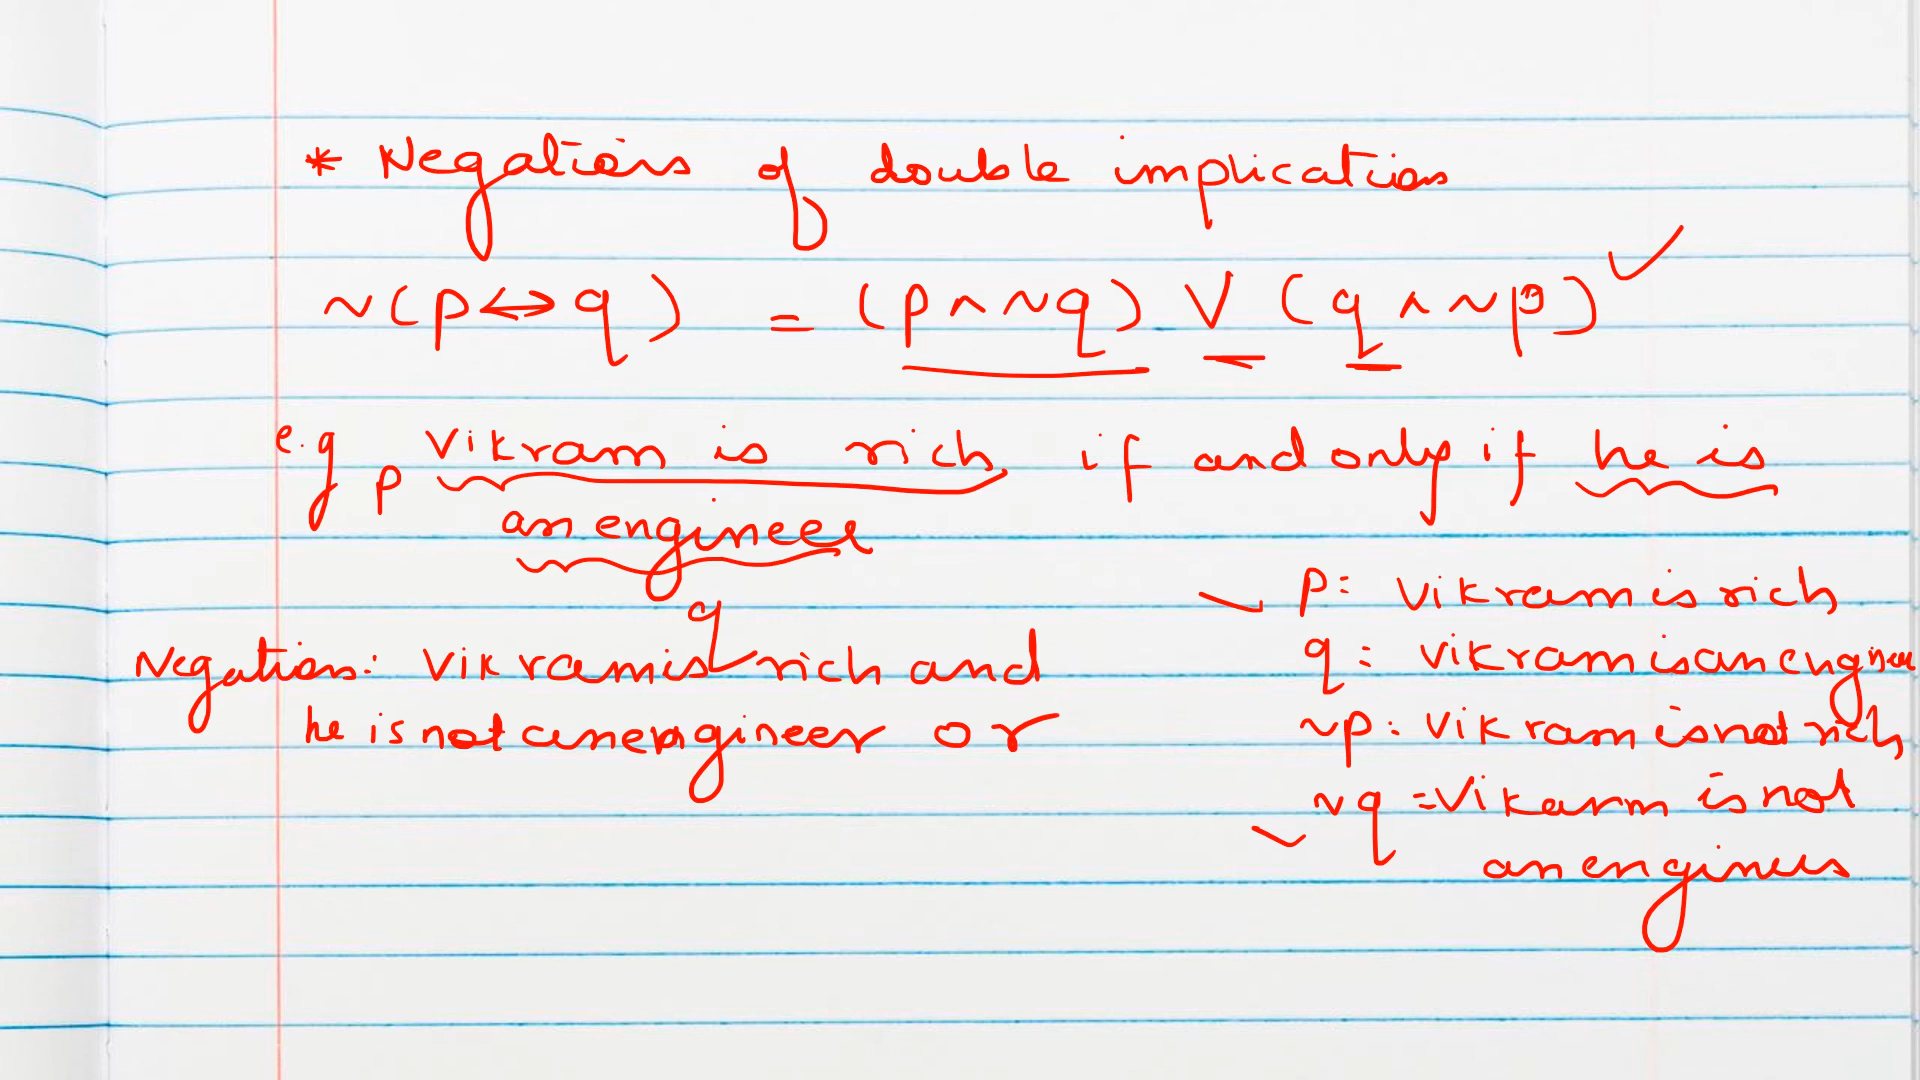 * Negations of double implications
~(p↔q) = (p∧~q) ∨ (q∧~p)
e.g Vikram is rich if and only if he is
p
an engineer
q
Negation: Vikram is rich and
he is not an engineer or
p: Vikram is rich
q: Vikram is an engineer
~p: Vikram is not rich
~q = Vikarm is not
an engineer